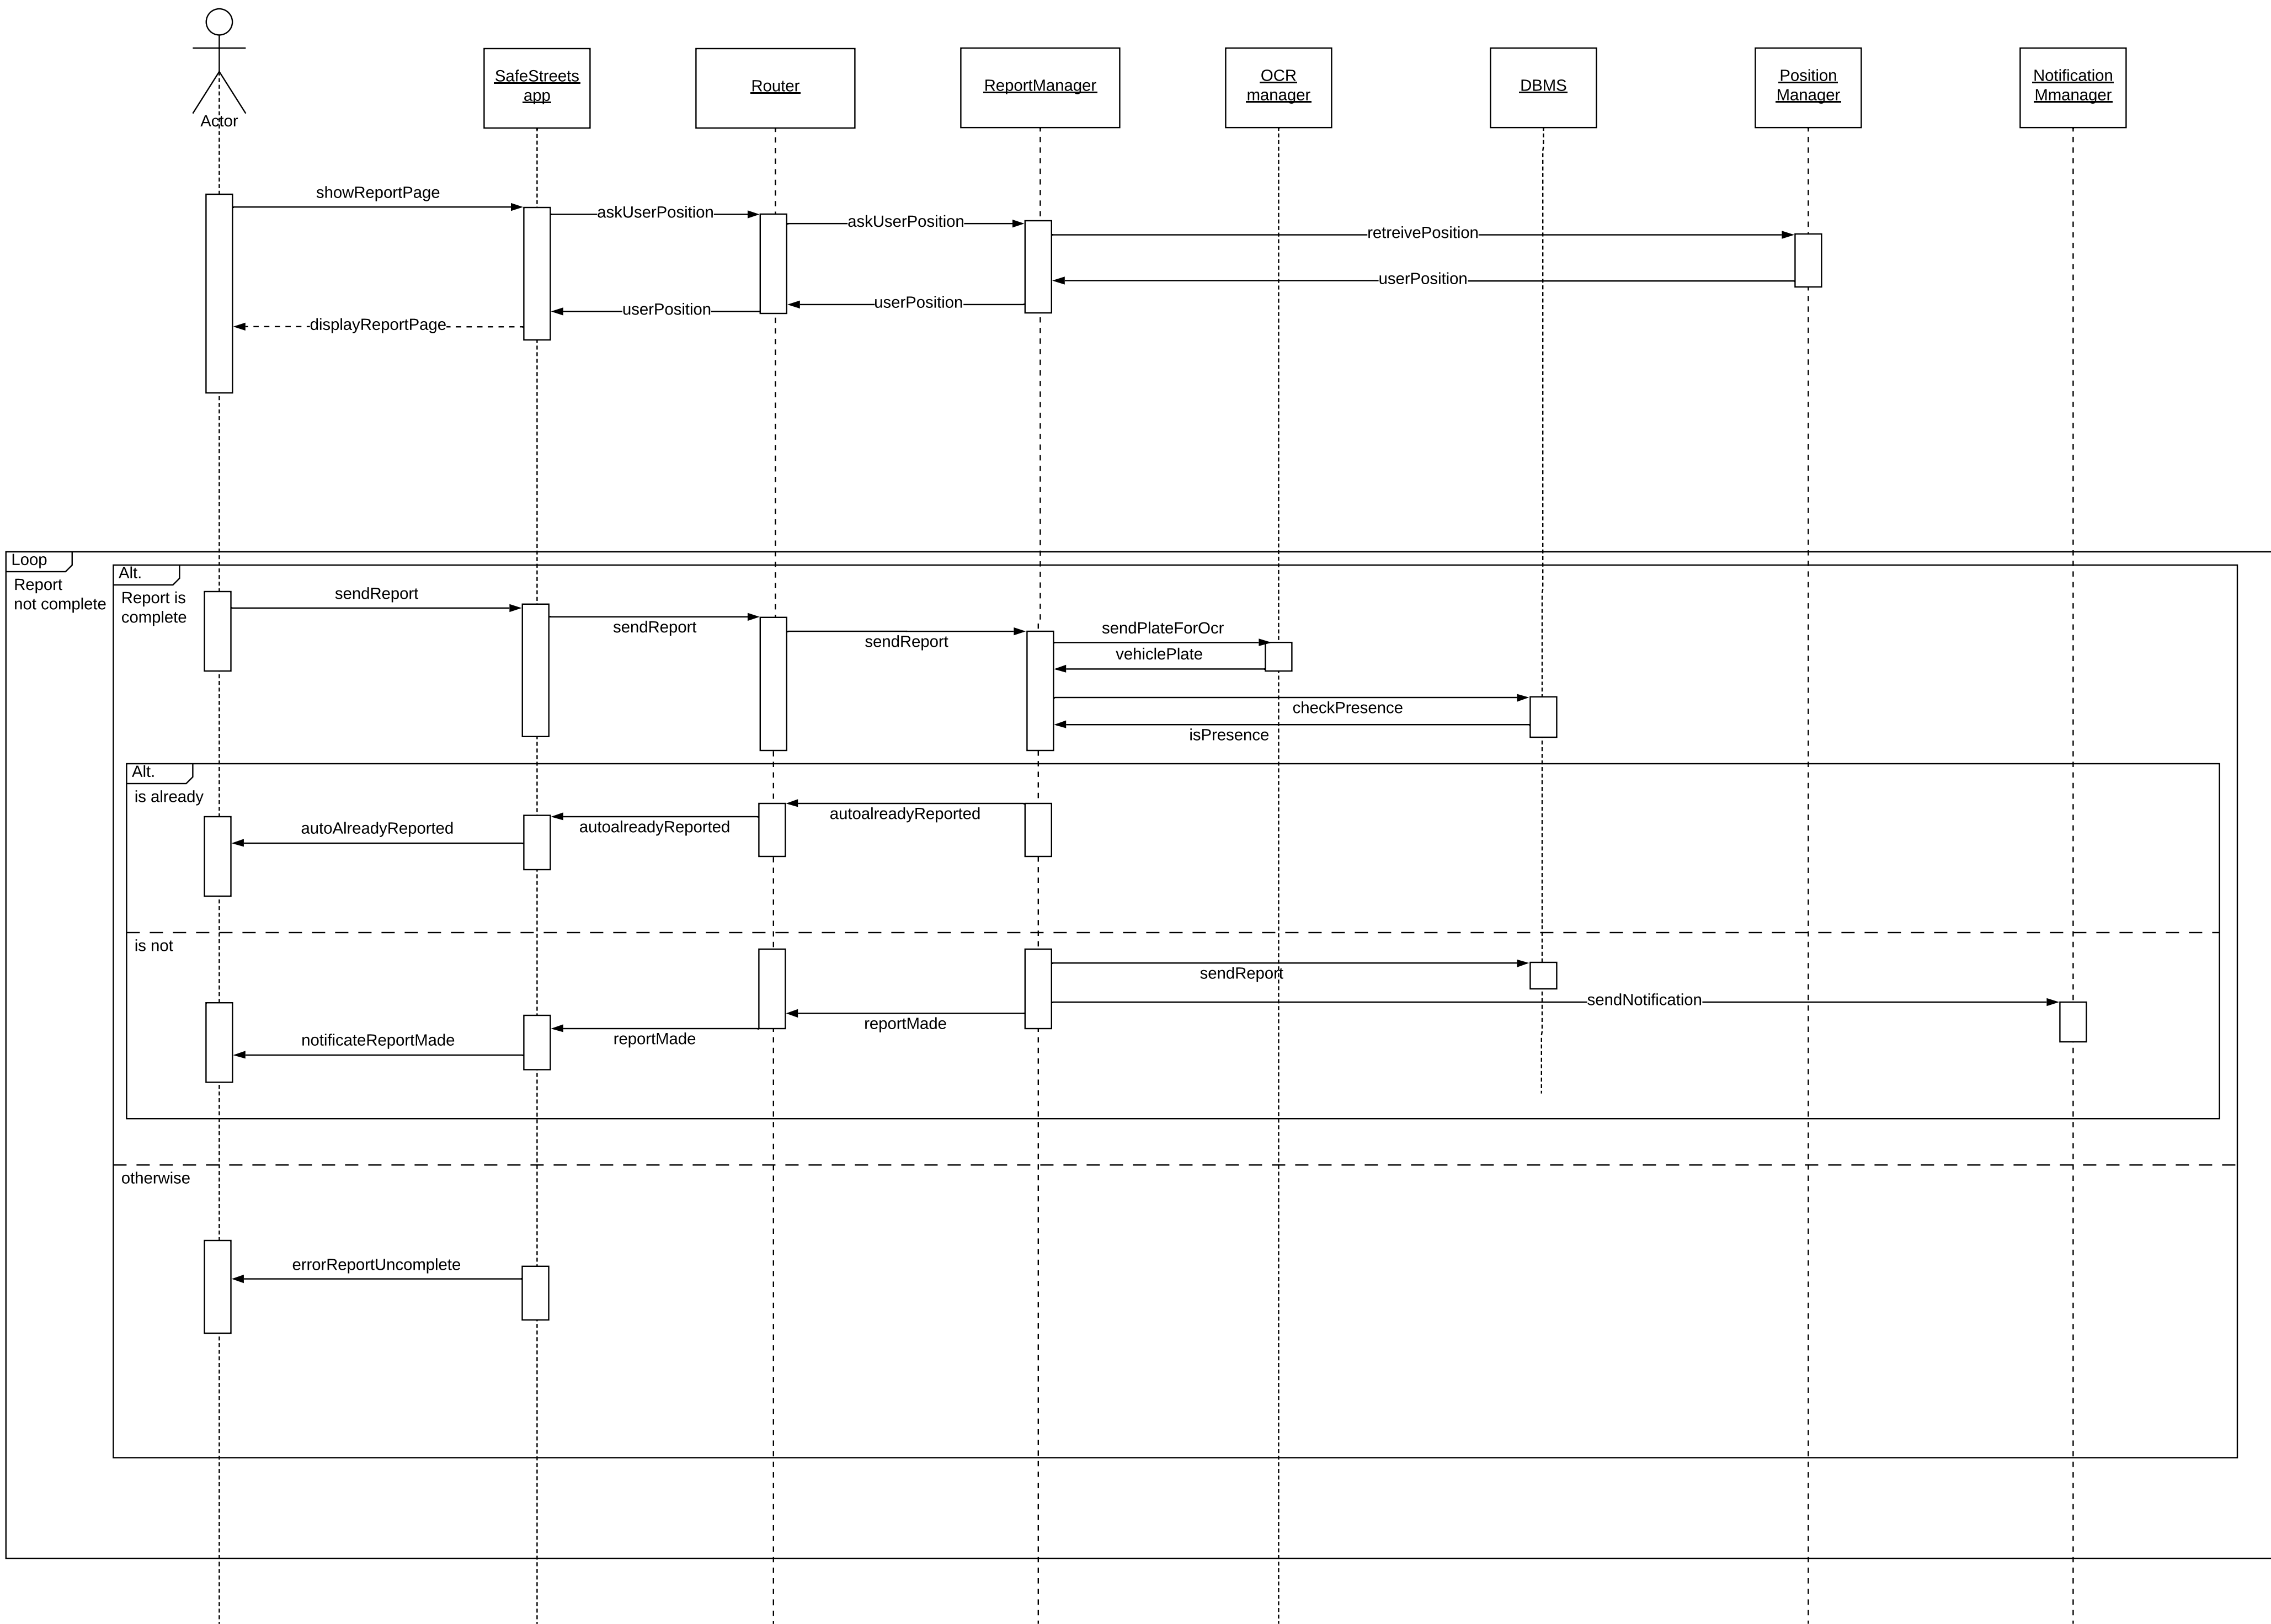 Actor
SafeStreets
app
Router
ReportManager
OCR
manager
DBMS
Position
Manager
Notification
Mmanager
showReportPage
askUserPosition
askUserPosition
retreivePosition
userPosition
userPosition
userPosition
displayReportPage
Loop
Report
not complete
Alt.
Report is
complete
sendReport
sendReport
sendReport
sendPlateForOcr
vehiclePlate
checkPresence
isPresence
Alt.
is already
autoalreadyReported
autoalreadyReported
autoAlreadyReported
is not
sendReport
sendNotification
reportMade
reportMade
notificateReportMade
otherwise
errorReportUncomplete